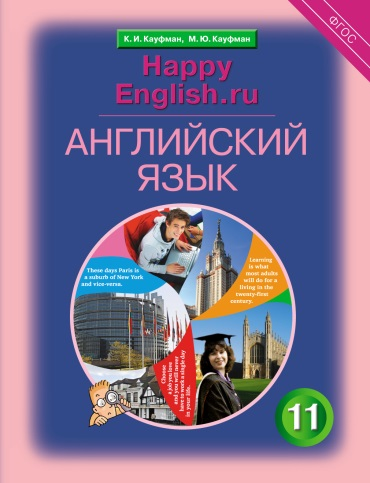 К. И. Кауфман, М. Ю. Кауфман
ФГОС
Happy
English.ru
АНГЛИЙСКИЙ
ЯЗЫК
These days Paris is
a suburb of New York
and vice-versa.
Learning
is what
most adults
will do for
a living in the
twenty-first
century.
Choose
a job you love
and you will never
have to work a single day
in your life.
11